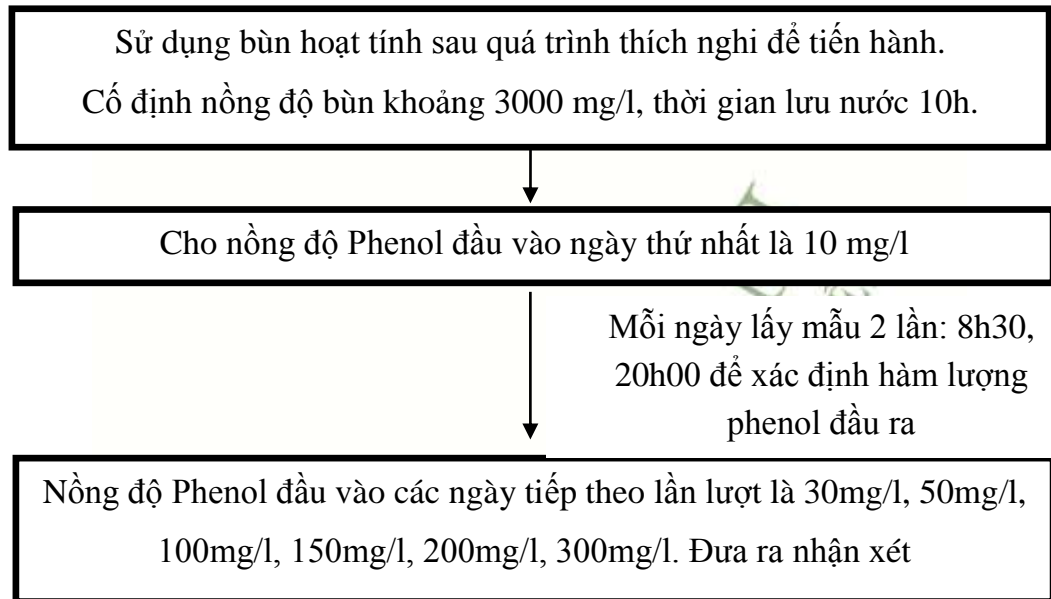 Sử dụng bùn hoạt tính sau quá trình thích nghi để tiến hành.
Cố định nồng độ bùn khoảng 3000 mg/l, thời gian lưu nước 10h.
Cho nồng độ Phenol đầu vào ngày thứ nhất là 10 mg/l
Mỗi ngày lấy mẫu 2 lần: 8h30,
20h00 để xác định hàm lượng
phenol đầu ra
Nồng độ Phenol đầu vào các ngày tiếp theo lần lượt là 30mg/l, 50mg/l,
100mg/l, 150mg/l, 200mg/l, 300mg/l. Đưa ra nhận xét